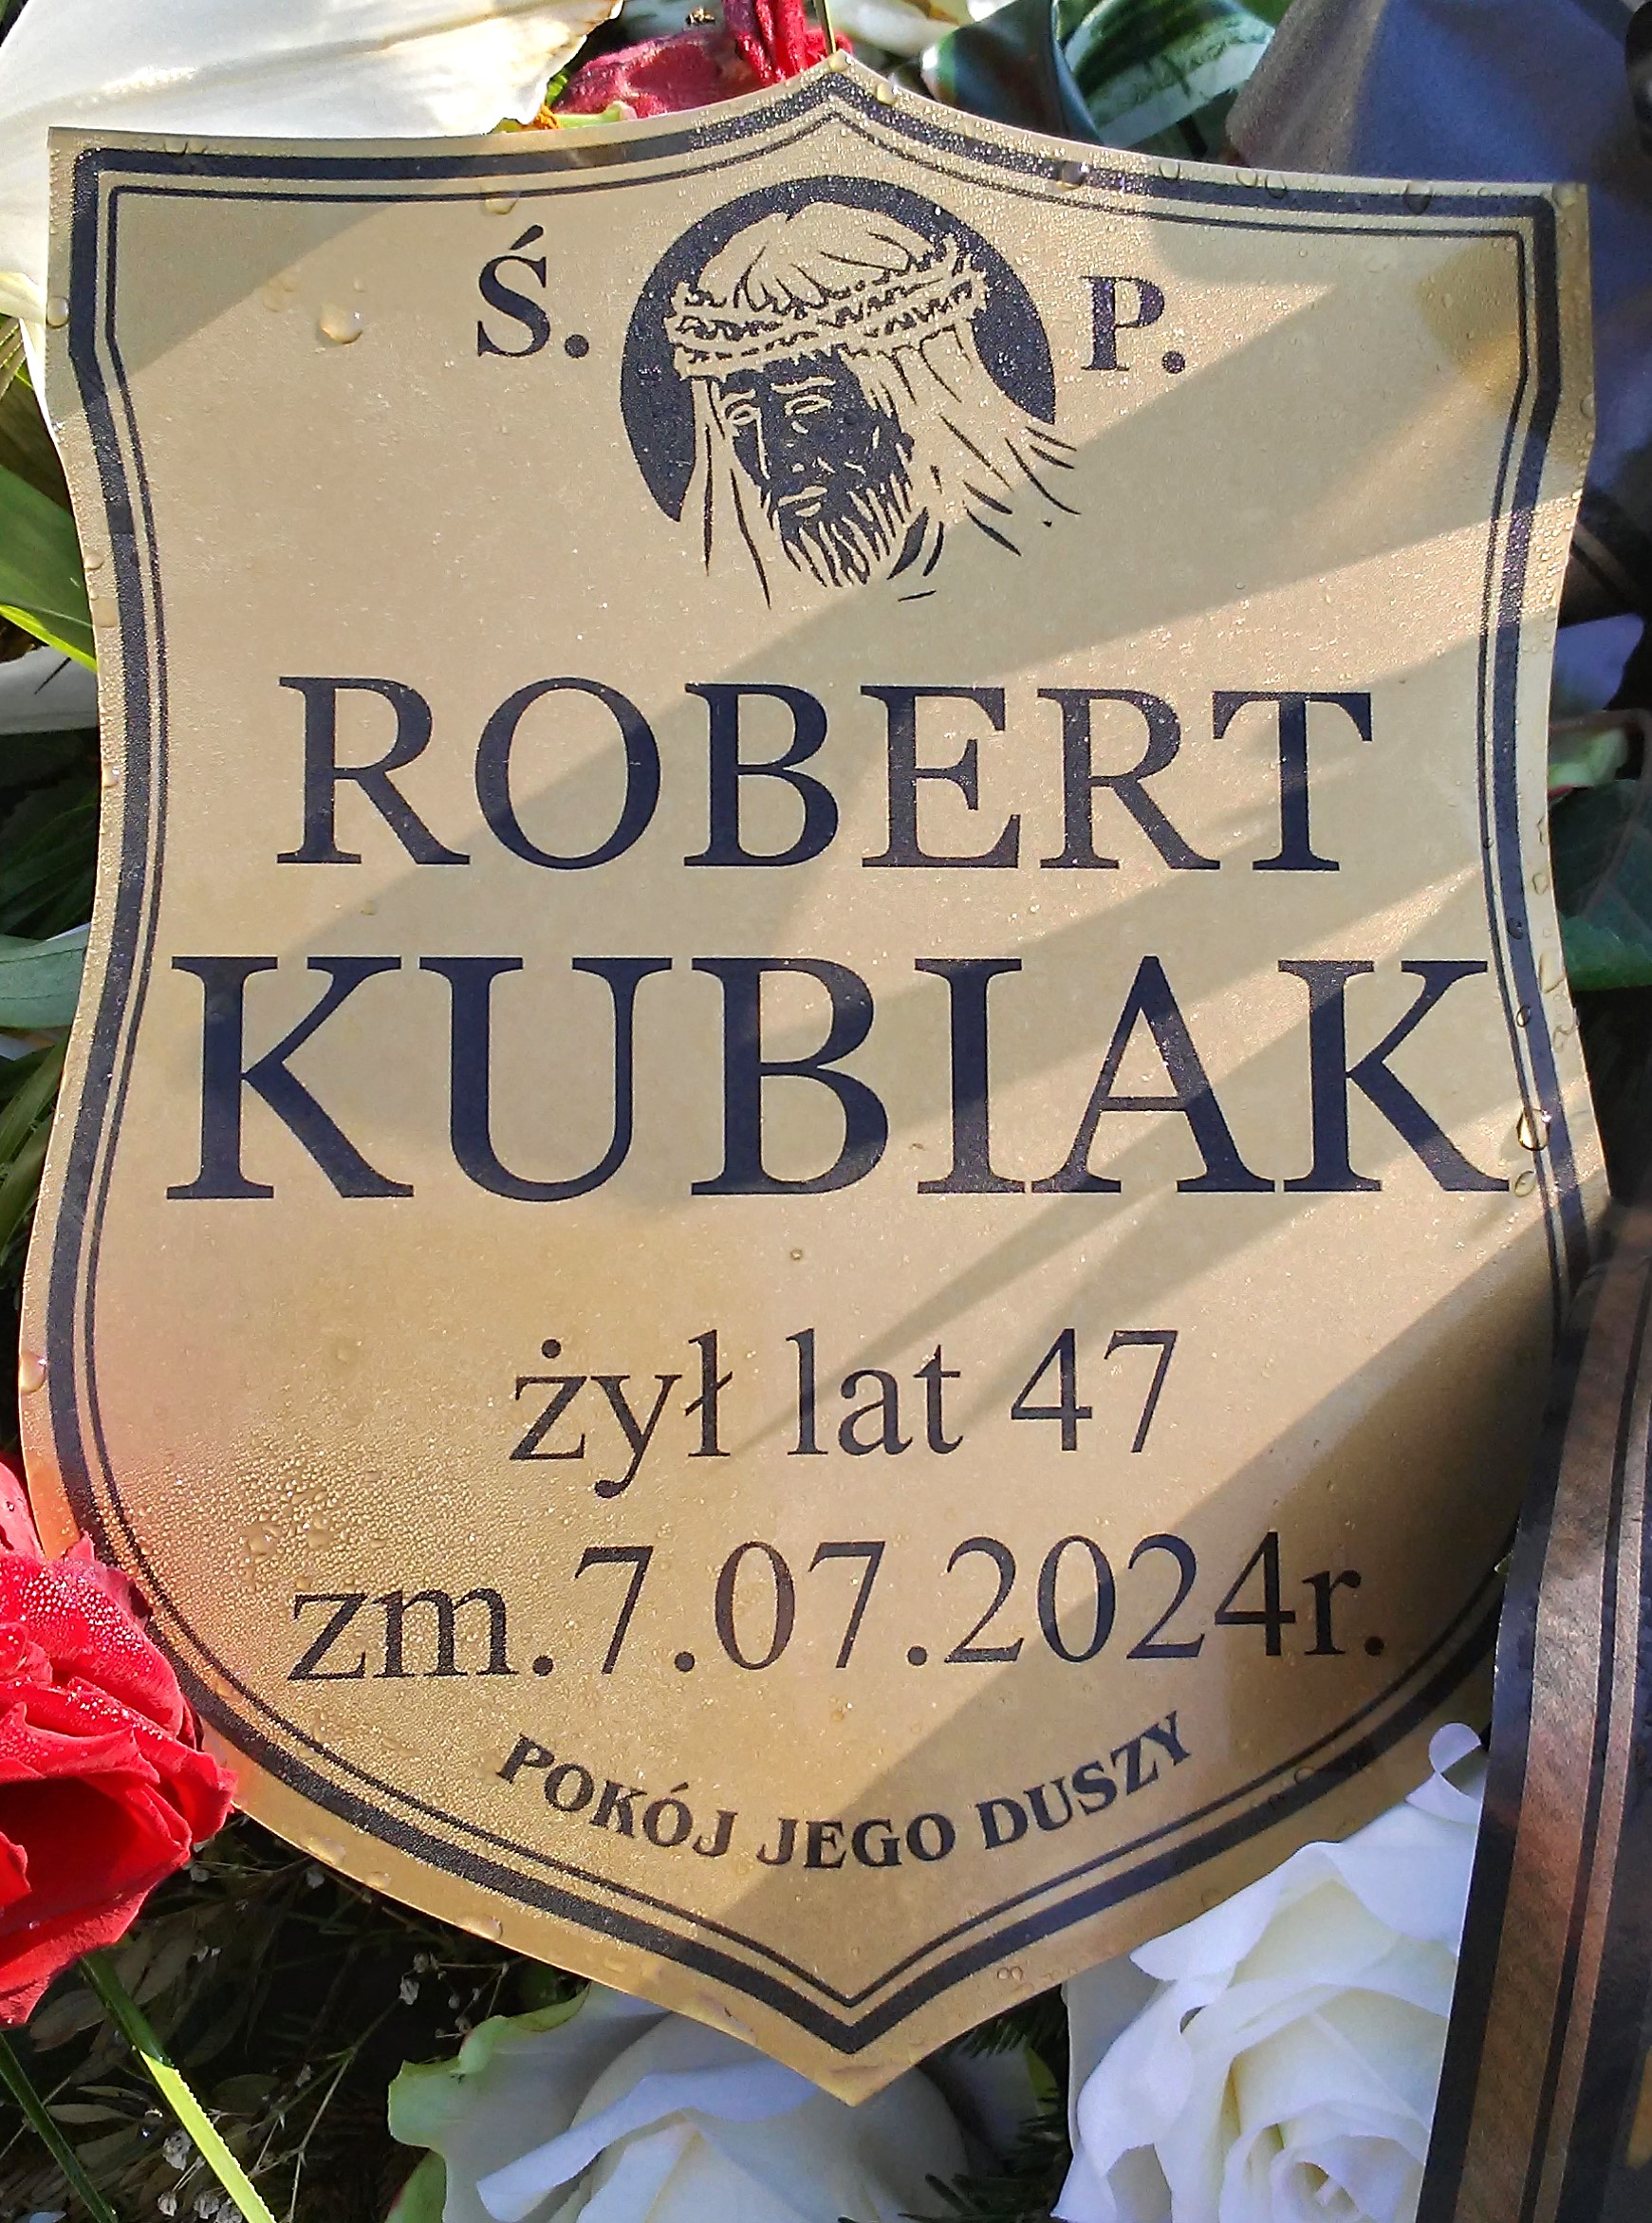 Ś. P.
ROBERT
KUBIAK
żył lat 47
zm.7.07.2024r.
POKÓJ JEGO DUSZY